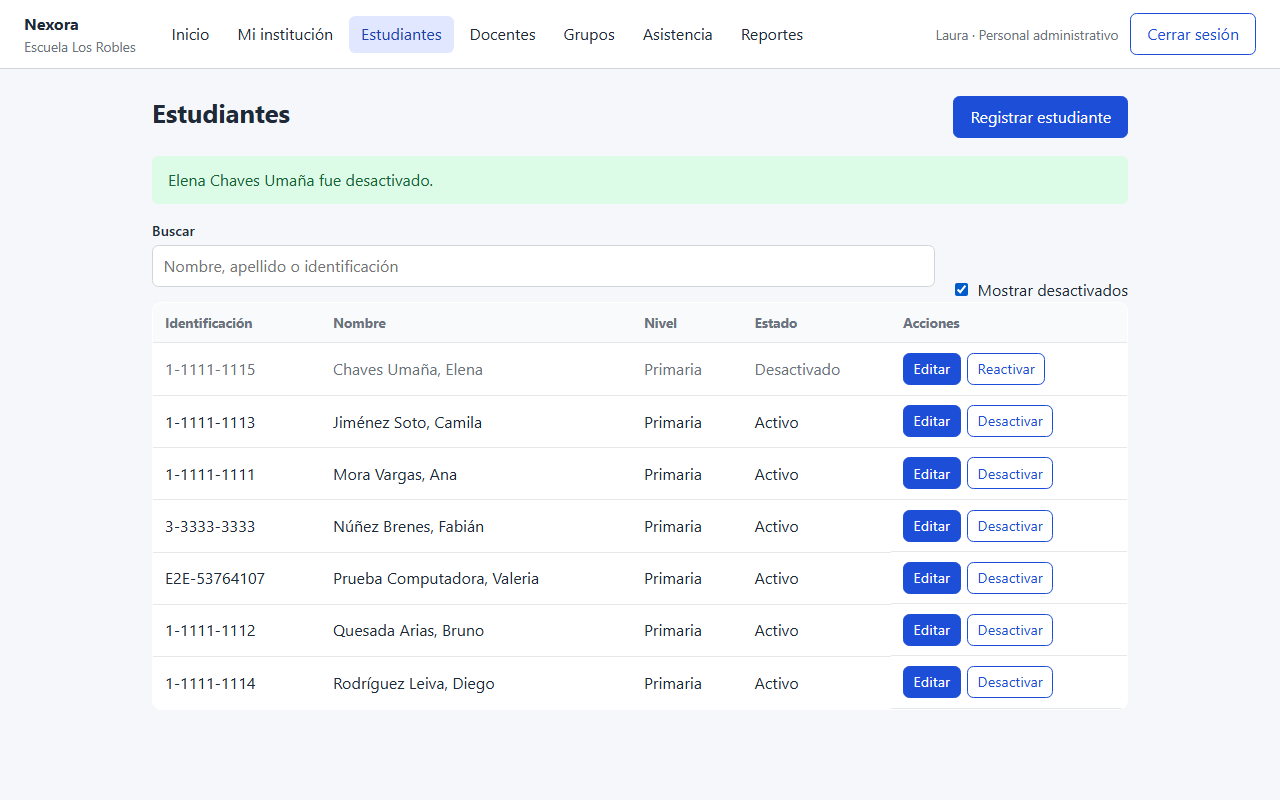 Nexora
Escuela Los Robles
Inicio Mi institución Estudiantes Docentes Grupos Asistencia Reportes Laura · Personal administrativo Cerrar sesión
Estudiantes Registrar estudiante
Elena Chaves Umaña fue desactivado.
Buscar
Nombre, apellido o identificación
Mostrar desactivados
Identificación Nombre Nivel Estado Acciones
1-1111-1115 Chaves Umaña, Elena Primaria Desactivado Editar Reactivar
1-1111-1113 Jiménez Soto, Camila Primaria Activo Editar Desactivar
1-1111-1111 Mora Vargas, Ana Primaria Activo Editar Desactivar
3-3333-3333 Núñez Brenes, Fabián Primaria Activo Editar Desactivar
E2E-53764107 Prueba Computadora, Valeria Primaria Activo Editar Desactivar
1-1111-1112 Quesada Arias, Bruno Primaria Activo Editar Desactivar
1-1111-1114 Rodríguez Leiva, Diego Primaria Activo Editar Desactivar